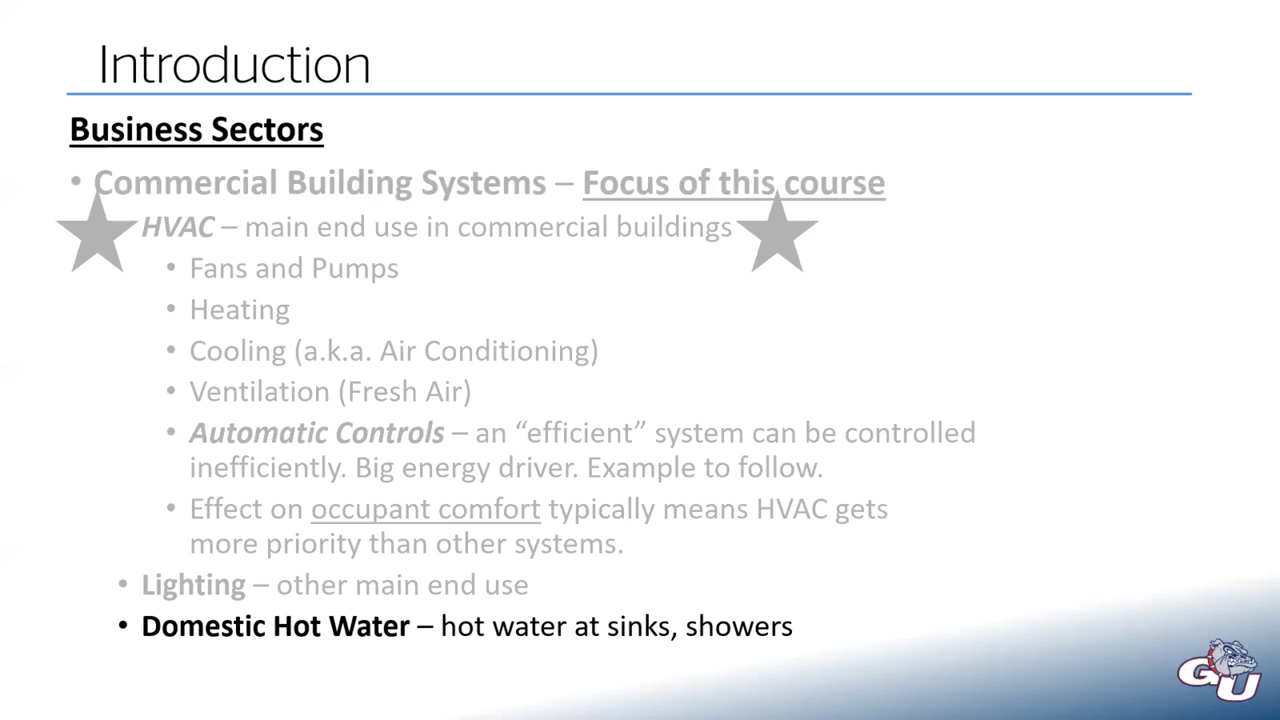 Introduction
Business Sectors
• Commercial Building Systems – Focus of this course
HVAC – main end use in commercial buildings
• Fans and Pumps
• Heating
• Cooling (a.k.a. Air Conditioning)
• Ventilation (Fresh Air)
• Automatic Controls – an “efficient” system can be controlled
inefficiently. Big energy driver. Example to follow.
• Effect on occupant comfort typically means HVAC gets
more priority than other systems.
• Lighting – other main end use
• Domestic Hot Water – hot water at sinks, showers
GU